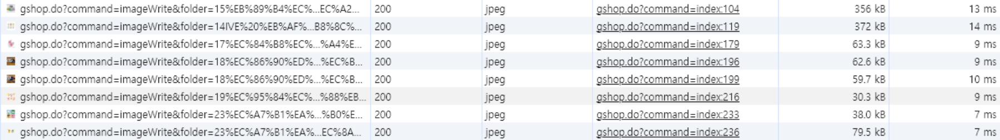 gshop.do?command=imageWrite&folder=15%EB%89%B4%EC%...EC%A2... 200 jpeg gshop.do?command=index:104 356 kB 13 ms
gshop.do?command=imageWrite&folder=14IVE%20%EB%AF%...B8%8C%... 200 jpeg gshop.do?command=index:119 372 kB 14 ms
gshop.do?command=imageWrite&folder=17%EC%84%B8%EC%...%A4%E... 200 jpeg gshop.do?command=index:179 63.3 kB 9 ms
gshop.do?command=imageWrite&folder=18%EC%86%90%ED%...%EC%B... 200 jpeg gshop.do?command=index:196 62.6 kB 9 ms
gshop.do?command=imageWrite&folder=18%EC%86%90%ED%...%EC%B... 200 jpeg gshop.do?command=index:199 59.7 kB 10 ms
gshop.do?command=imageWrite&folder=19%EC%95%84%EC%...%88%EB... 200 jpeg gshop.do?command=index:216 30.3 kB 9 ms
gshop.do?command=imageWrite&folder=23%EC%A7%B1%EA%...%B0%E... 200 jpeg gshop.do?command=index:233 38.0 kB 7 ms
gshop.do?command=imageWrite&folder=23%EC%A7%B1%EA%...EC%8A... 200 jpeg gshop.do?command=index:236 79.5 kB 7 ms